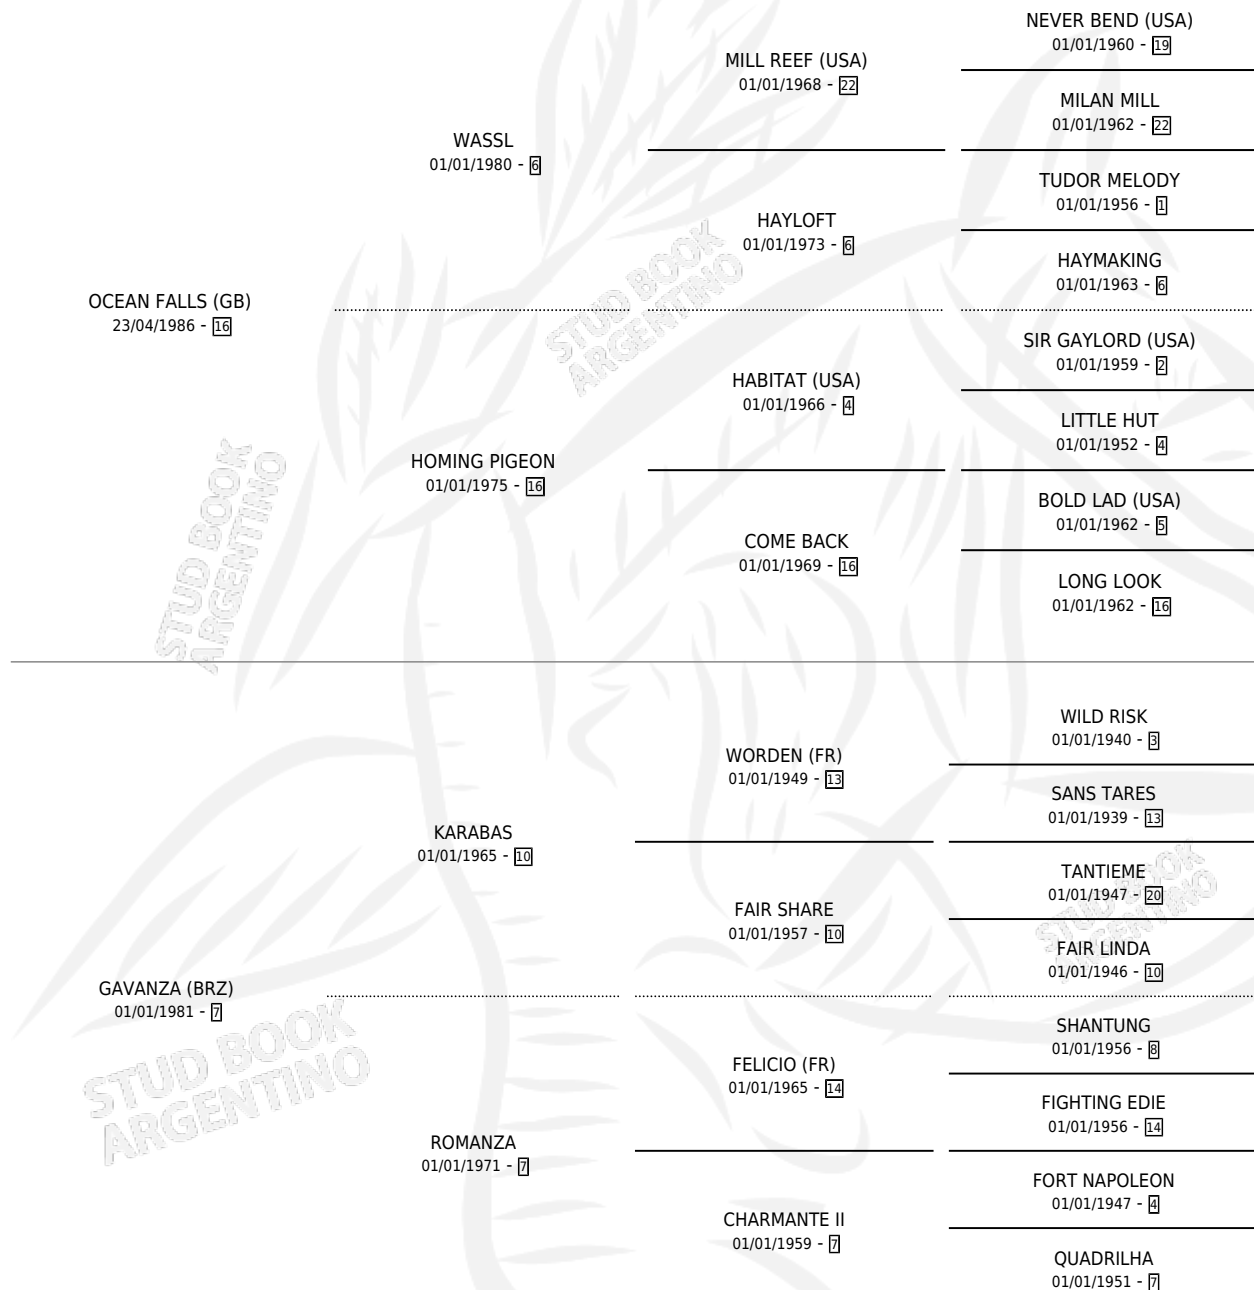 NEVER BEND (USA)
01/01/1960 - 19
MILL REEF (USA)
01/01/1968 - 22
MILAN MILL
01/01/1962 - 22
WASSL
01/01/1980 - 6
TUDOR MELODY
01/01/1956 - 1
HAYLOFT
01/01/1973 - 6
HAYMAKING
01/01/1963 - 6
OCEAN FALLS (GB)
23/04/1986 - 16
SIR GAYLORD (USA)
01/01/1959 - 2
HABITAT (USA)
01/01/1966 - 4
LITTLE HUT
01/01/1952 - 4
HOMING PIGEON
01/01/1975 - 16
BOLD LAD (USA)
01/01/1962 - 5
COME BACK
01/01/1969 - 16
LONG LOOK
01/01/1962 - 16
WILD RISK
01/01/1940 - 3
WORDEN (FR)
01/01/1949 - 13
SANS TARES
01/01/1939 - 13
KARABAS
01/01/1965 - 10
TANTIEME
01/01/1947 - 20
FAIR SHARE
01/01/1957 - 10
FAIR LINDA
01/01/1946 - 10
GAVANZA (BRZ)
01/01/1981 - 7
SHANTUNG
01/01/1956 - 8
FELICIO (FR)
01/01/1965 - 14
FIGHTING EDIE
01/01/1956 - 14
ROMANZA
01/01/1971 - 7
FORT NAPOLEON
01/01/1947 - 4
CHARMANTE II
01/01/1959 - 7
QUADRILHA
01/01/1951 - 7
STUD BOOK
ARGENTINO
STUD BOOK
ARGENTINO
STUD BOOK
ARGENTINO
STUD BOOK
ARGENTINO